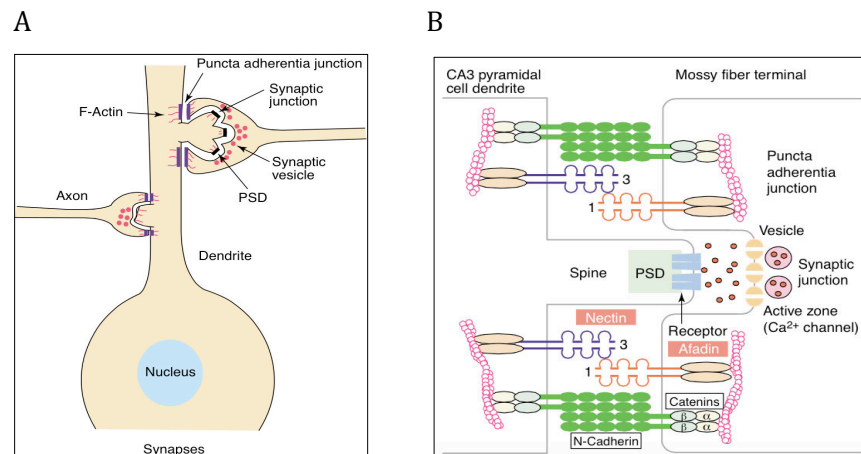 A
Puncta adherentia junction
Synaptic
junction
F-Actin
Synaptic
vesicle
PSD
Axon
Dendrite
Nucleus
Synapses
B
CA3 pyramidal
cell dendrite
Mossy fiber terminal
Puncta
adherentia
junction
3
1
Vesicle
Spine
PSD
Synaptic
junction
Active zone
(Ca2+ channel)
Receptor
Nectin
Afadin
3
1
Catenins
β α
β α
N-Cadherin